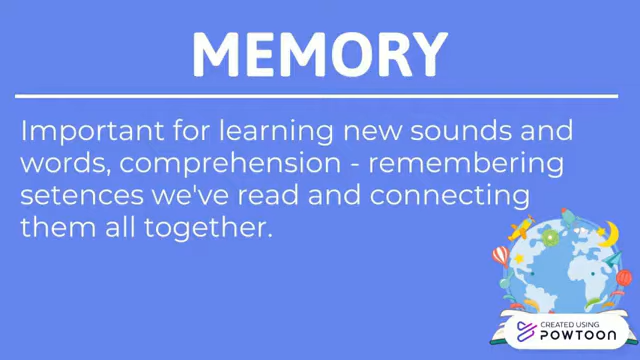 MEMORY
Important for learning new sounds and
words, comprehension - remembering
setences we've read and connecting
them all together.
CREATED USING
POWTOON